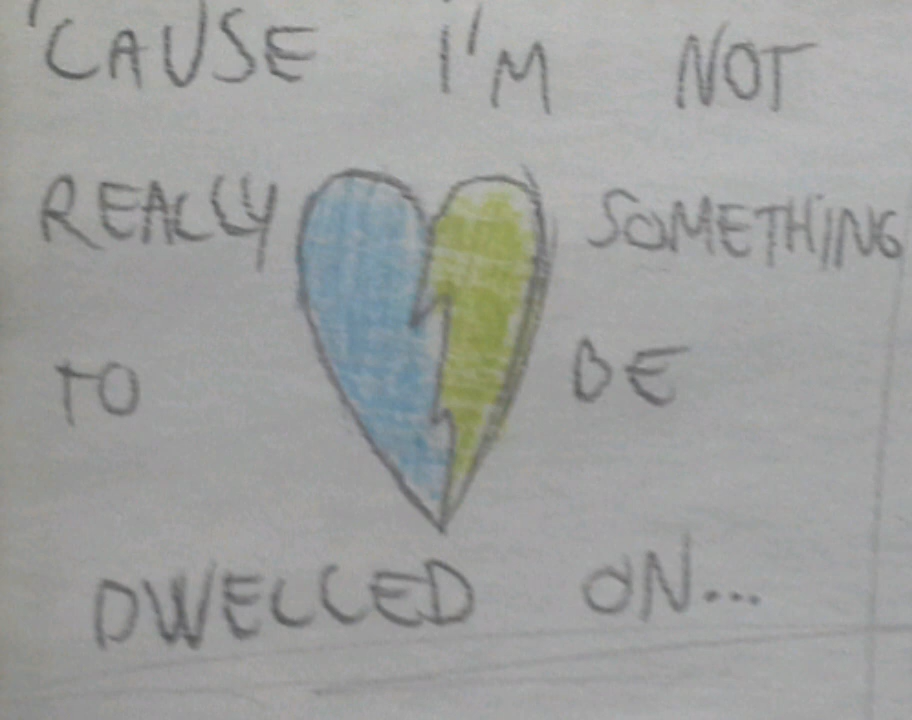 'CAUSE I'M NOT
REALLY SOMETHING
TO BE
DWELLED ON...